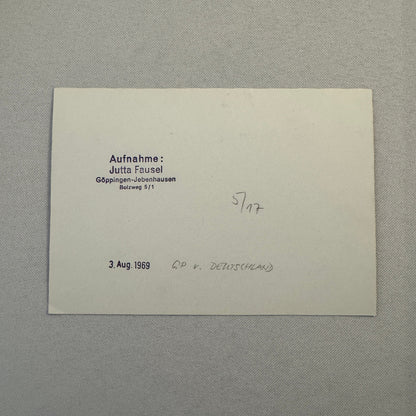 Aufnahme:
Jutta Fausel
Göppingen-Jebenhausen
Bolzweg 5/1
5/17
3. Aug. 1969 GP v. DEUTSCHLAND